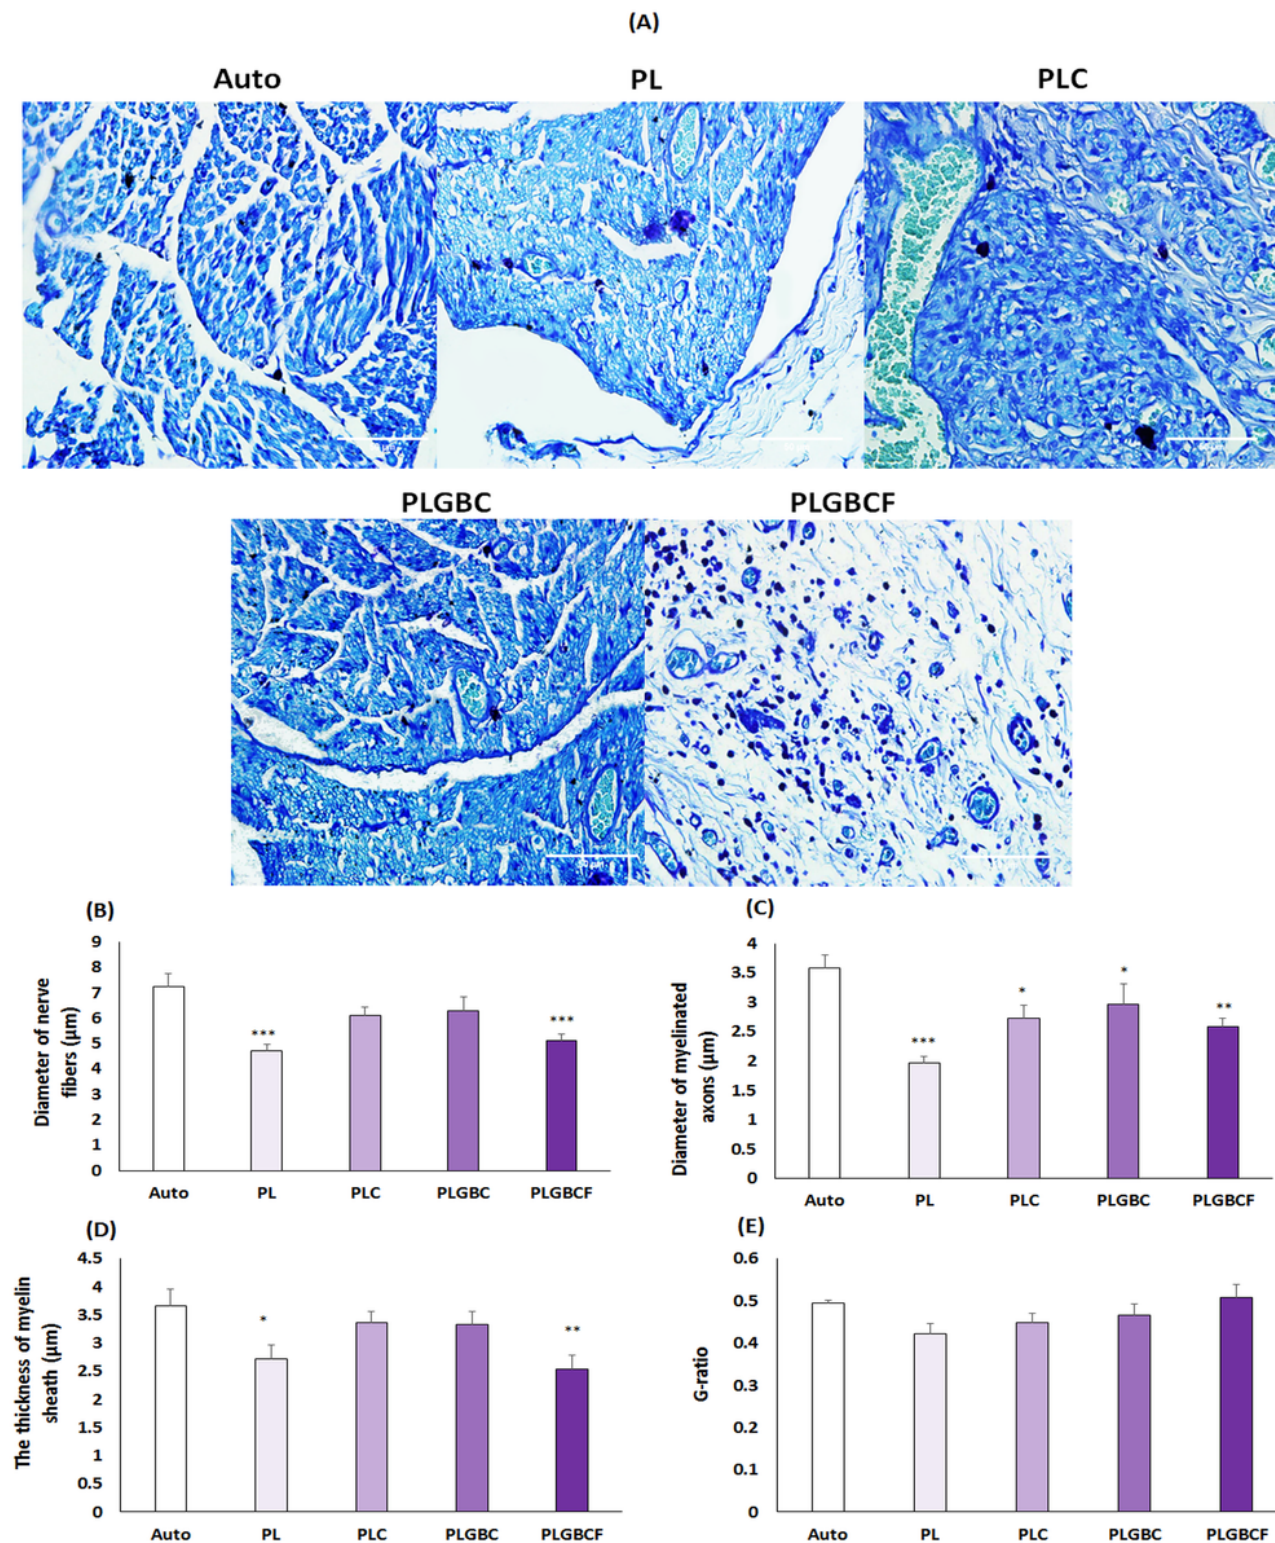 (A)
Auto PL PLC
PLGBC PLGBCF
(B)
Diameter of nerve
fibers (μm)
9
8
7
6
5
4
3
2
1
0
***
***
Auto PL PLC PLGBC PLGBCF
(C)
Diameter of myelinated
axons (μm)
4
3.5
3
2.5
2
1.5
1
0.5
0
***
*
*
**
Auto PL PLC PLGBC PLGBCF
(D)
The thickness of myelin
sheath (μm)
4.5
4
3.5
3
2.5
2
1.5
1
0.5
0
*
**
Auto PL PLC PLGBC PLGBCF
(E)
G-ratio
0.6
0.5
0.4
0.3
0.2
0.1
0
Auto PL PLC PLGBC PLGBCF